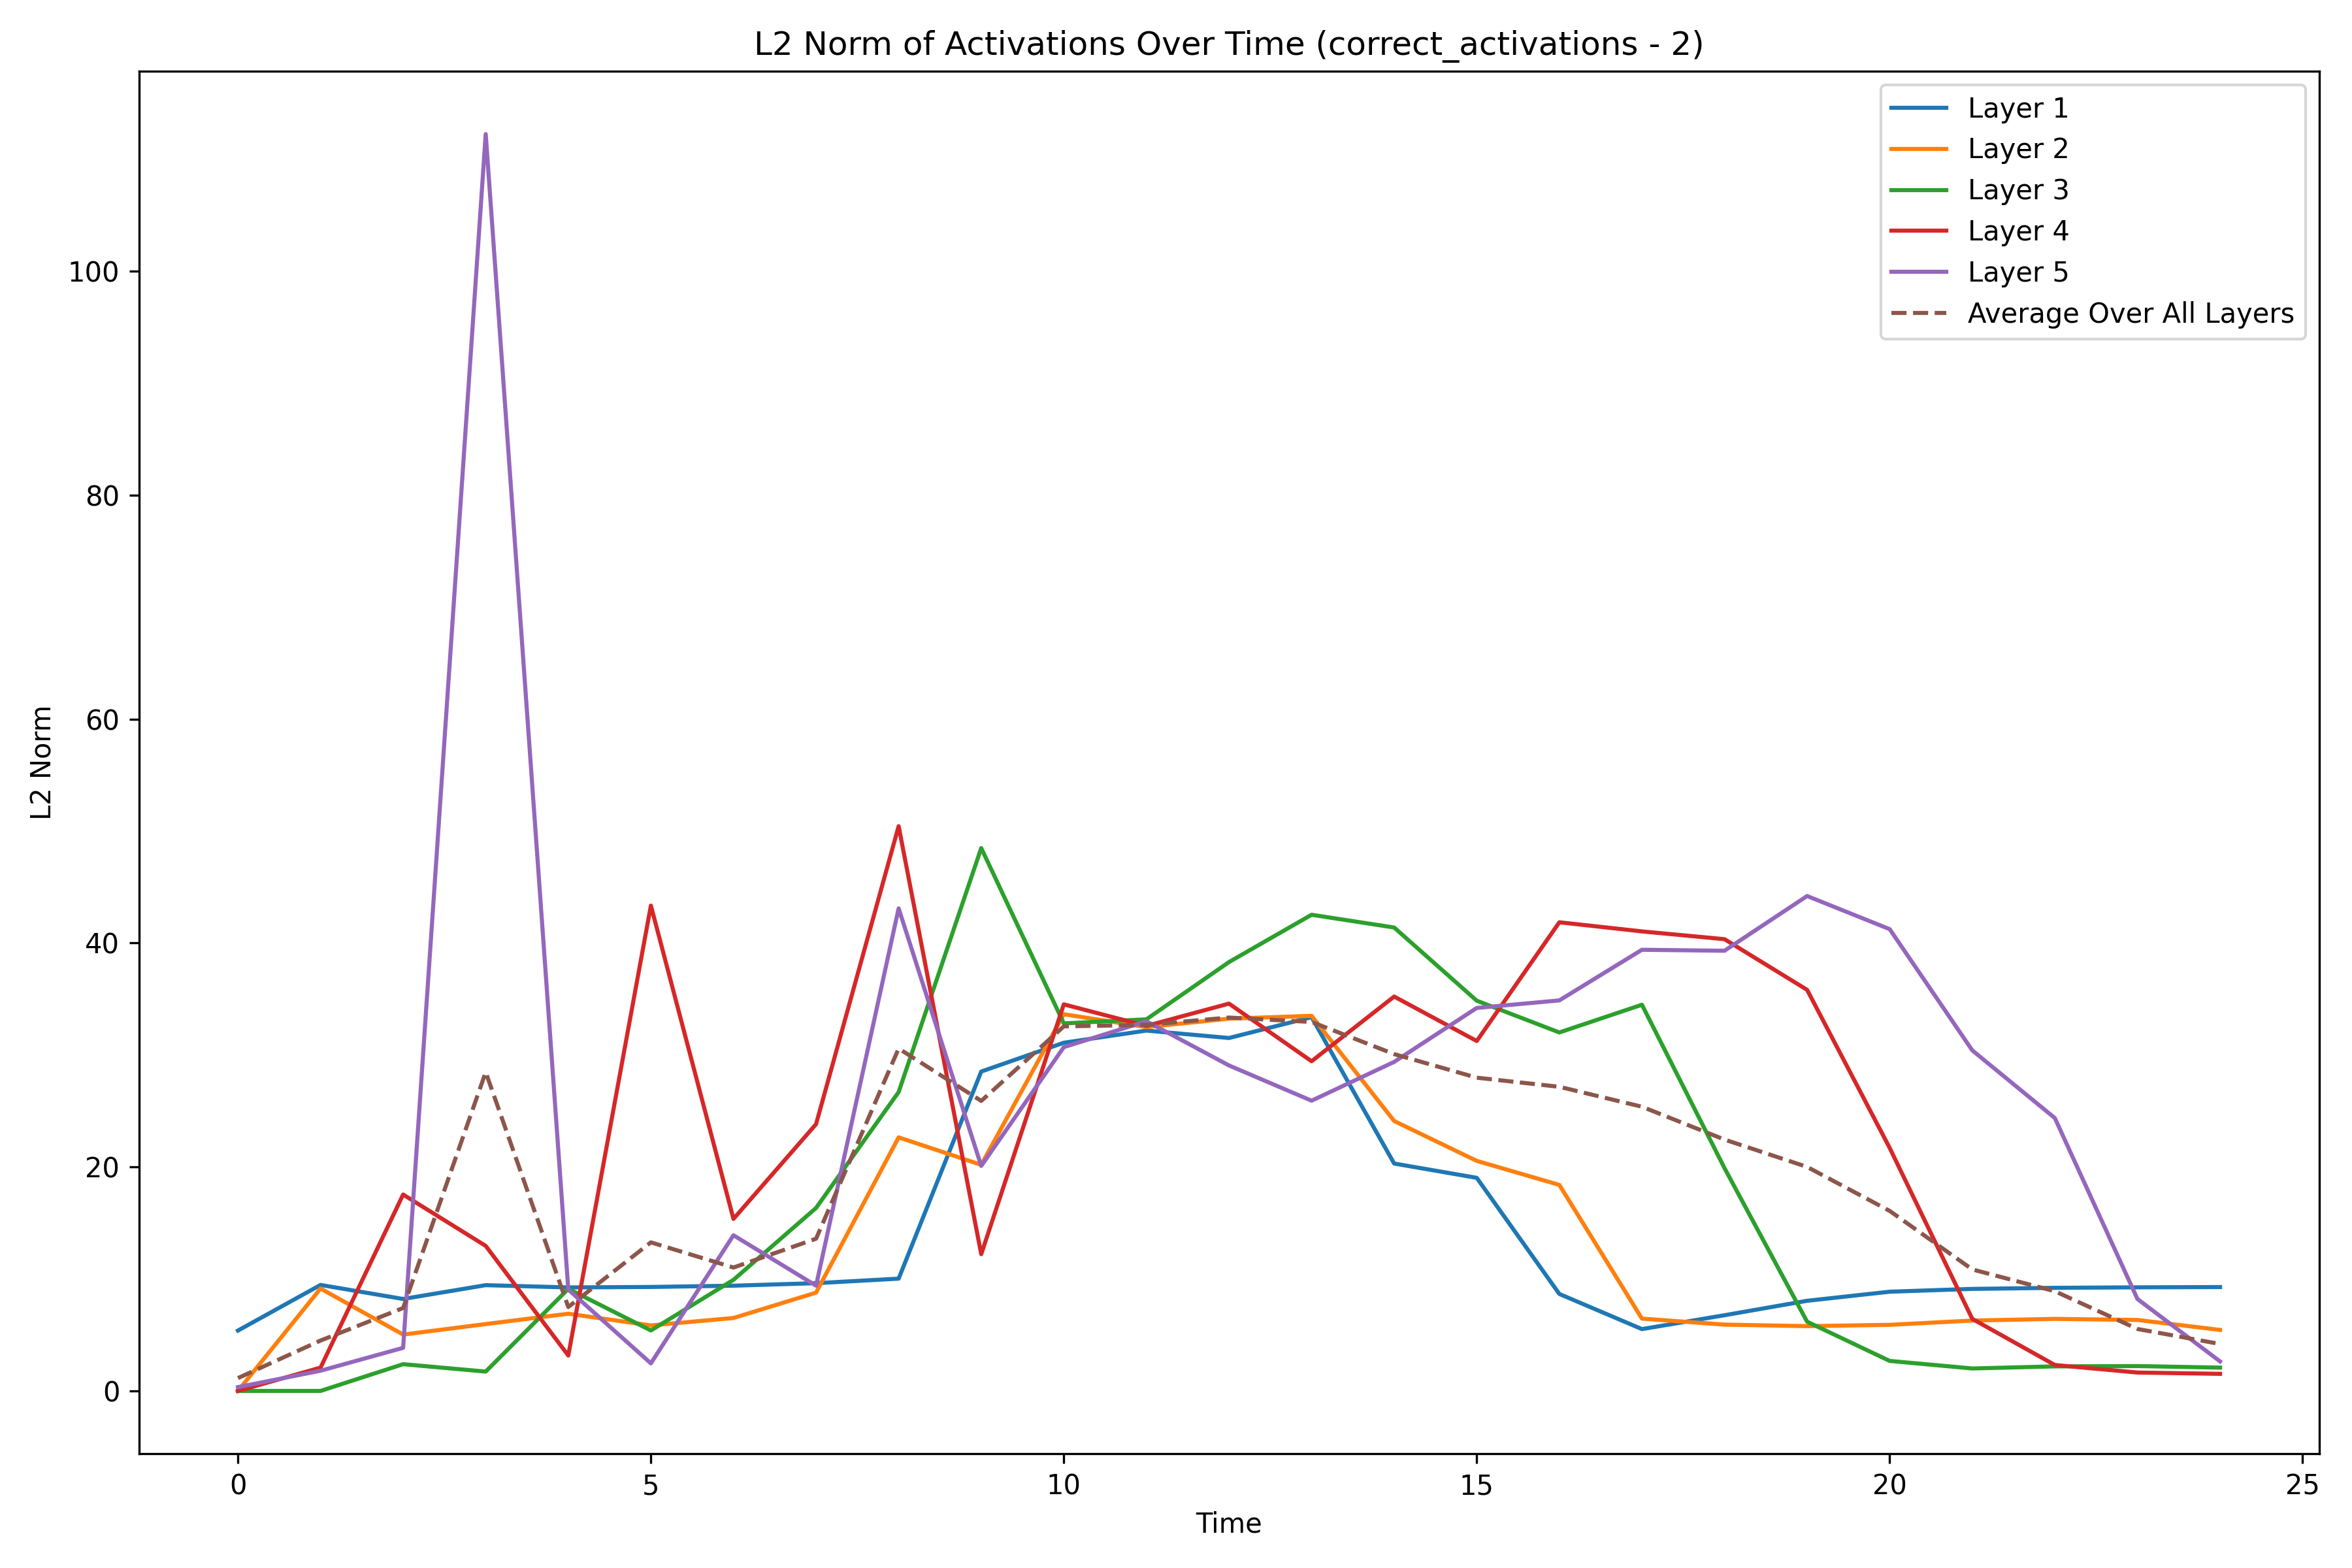 L2 Norm of Activations Over Time (correct_activations - 2)
Layer 1
Layer 2
Layer 3
Layer 4
Layer 5
Average Over All Layers
100
80
60
40
20
0
L2 Norm
0 5 10 15 20 25
Time